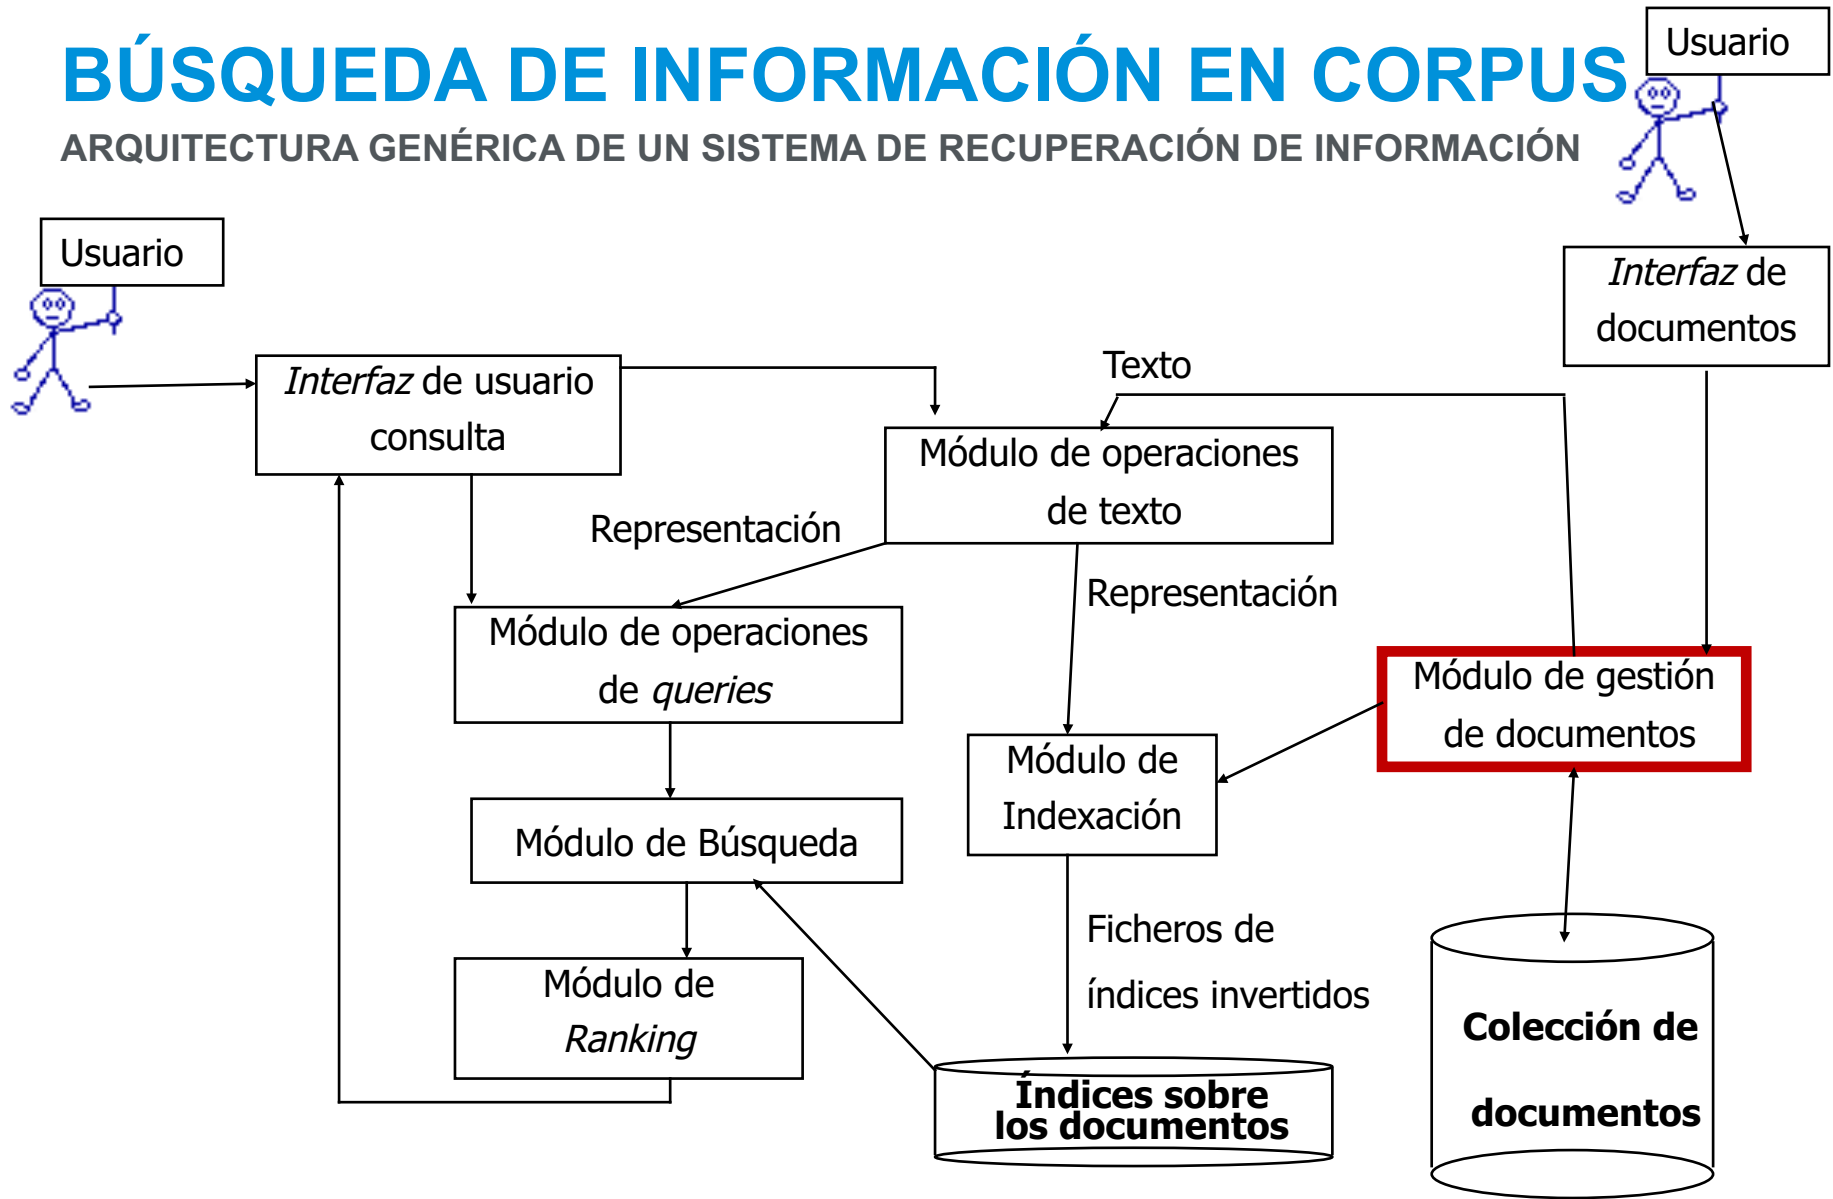 BÚSQUEDA DE INFORMACIÓN EN CORPUS
ARQUITECTURA GENÉRICA DE UN SISTEMA DE RECUPERACIÓN DE INFORMACIÓN
Usuario
Usuario
Interfaz de
documentos
Interfaz de usuario
consulta
Texto
Módulo de operaciones
de texto
Representación
Representación
Módulo de operaciones
de queries
Módulo de gestión
de documentos
Módulo de
Indexación
Módulo de Búsqueda
Ficheros de
índices invertidos
Módulo de
Ranking
Colección de
documentos
Índices sobre
los documentos